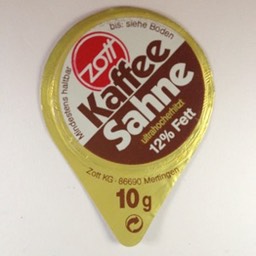 Mindestens haltbar
bis: siehe Boden
Zott
Kaffee
Sahne
ultrahocherhitzt
12% Fett
Zott KG · 86690 Mertingen
10g